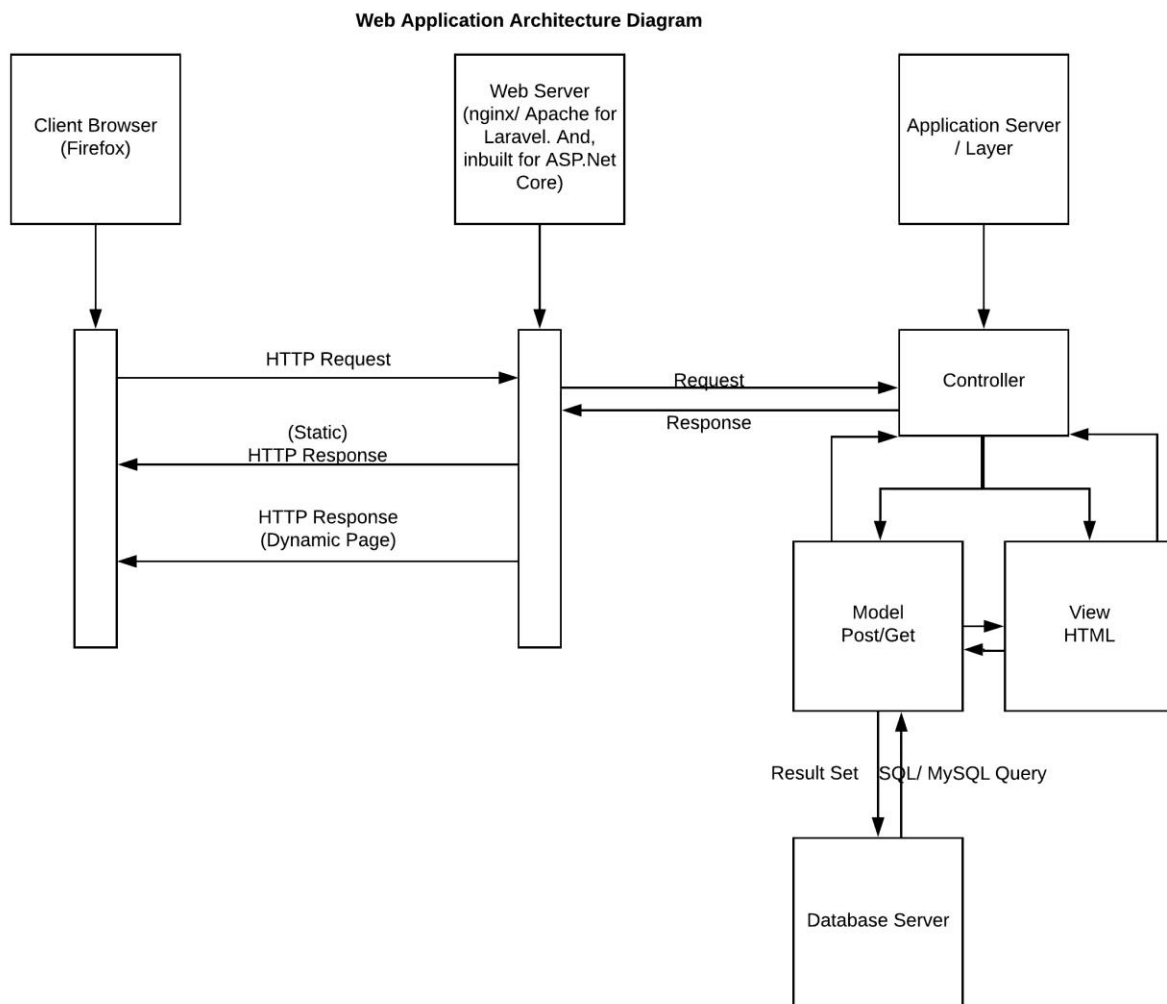 Web Application Architecture Diagram
Client Browser
(Firefox)
Web Server
(nginx/ Apache for
Laravel. And,
inbuilt for ASP.Net
Core)
Application Server
/ Layer
HTTP Request
Request
Controller
Response
(Static)
HTTP Response
HTTP Response
(Dynamic Page)
Model
Post/Get
View
HTML
Result Set
SQL/ MySQL Query
Database Server